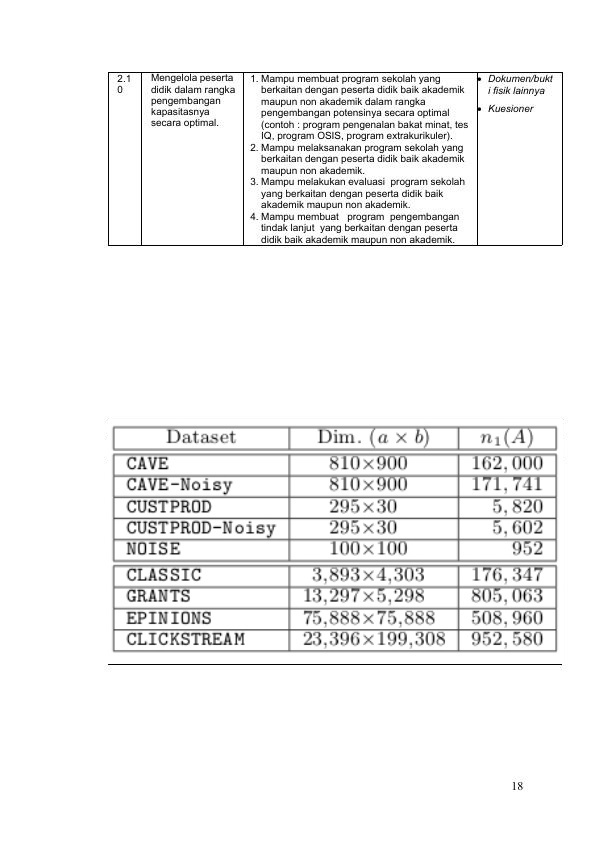 2.1
0
Mengelola peserta
didik dalam rangka
pengembangan
kapasitasnya
secara optimal.
1. Mampu membuat program sekolah yang
berkaitan dengan peserta didik baik akademik
maupun non akademik dalam rangka
pengembangan potensinya secara optimal
(contoh : program pengenalan bakat minat, tes
IQ, program OSIS, program extrakurikuler).
2. Mampu melaksanakan program sekolah yang
berkaitan dengan peserta didik baik akademik
maupun non akademik.
3. Mampu melakukan evaluasi program sekolah
yang berkaitan dengan peserta didik baik
akademik maupun non akademik.
4. Mampu membuat program pengembangan
tindak lanjut yang berkaitan dengan peserta
didik baik akademik maupun non akademik.
• Dokumen/bukt
i fisik lainnya
• Kuesioner
Dataset Dim. (a × b) n₁(A)
CAVE 810×900 162,000
CAVE-Noisy 810×900 171,741
CUSTPROD 295×30 5,820
CUSTPROD-Noisy 295×30 5,602
NOISE 100×100 952
CLASSIC 3,893×4,303 176,347
GRANTS 13,297×5,298 805,063
EPINIONS 75,888×75,888 508,960
CLICKSTREAM 23,396×199,308 952,580
18